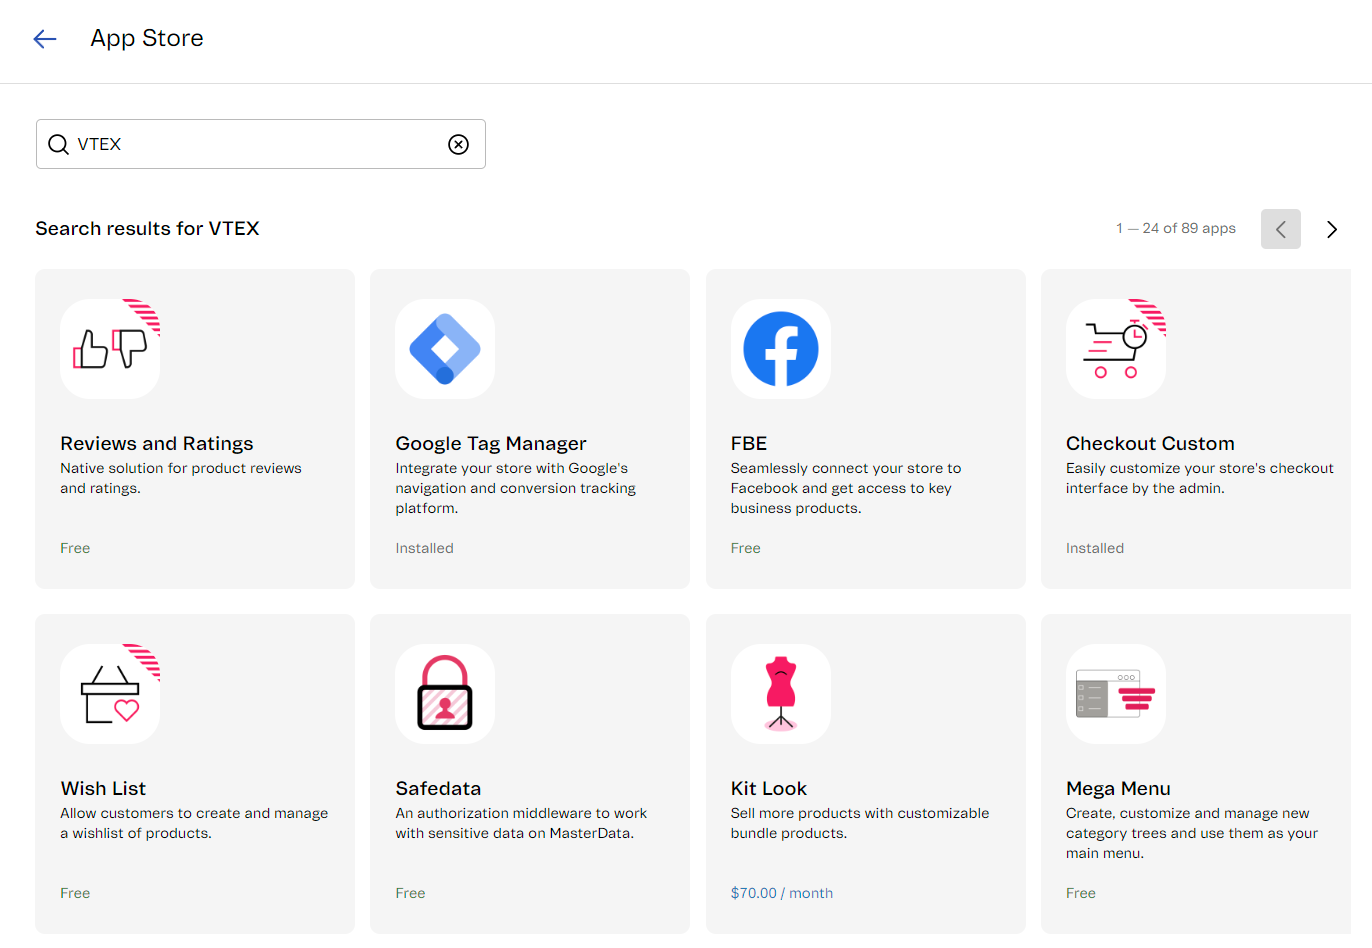 App Store
VTEX
Search results for VTEX
1 — 24 of 89 apps
Reviews and Ratings
Native solution for product reviews
and ratings.
Free
Google Tag Manager
Integrate your store with Google's
navigation and conversion tracking
platform.
Installed
FBE
Seamlessly connect your store to
Facebook and get access to key
business products.
Free
Checkout Custom
Easily customize your store's checkout
interface by the admin.
Installed
Wish List
Allow customers to create and manage
a wishlist of products.
Free
Safedata
An authorization middleware to work
with sensitive data on MasterData.
Free
Kit Look
Sell more products with customizable
bundle products.
$70.00 / month
Mega Menu
Create, customize and manage new
category trees and use them as your
main menu.
Free